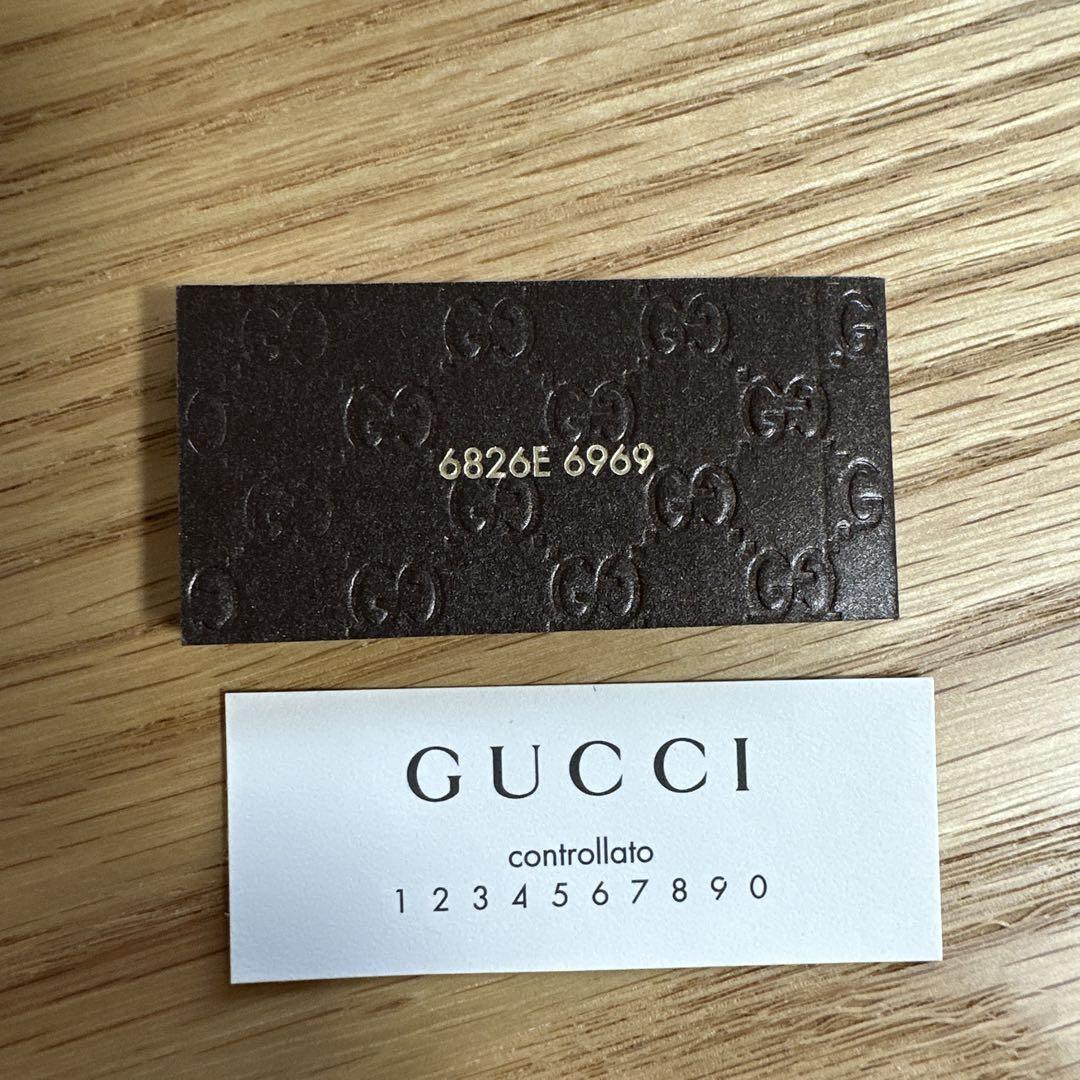 6826E 6969
GUCCI
controllato
1 2 3 4 5 6 7 8 9 0